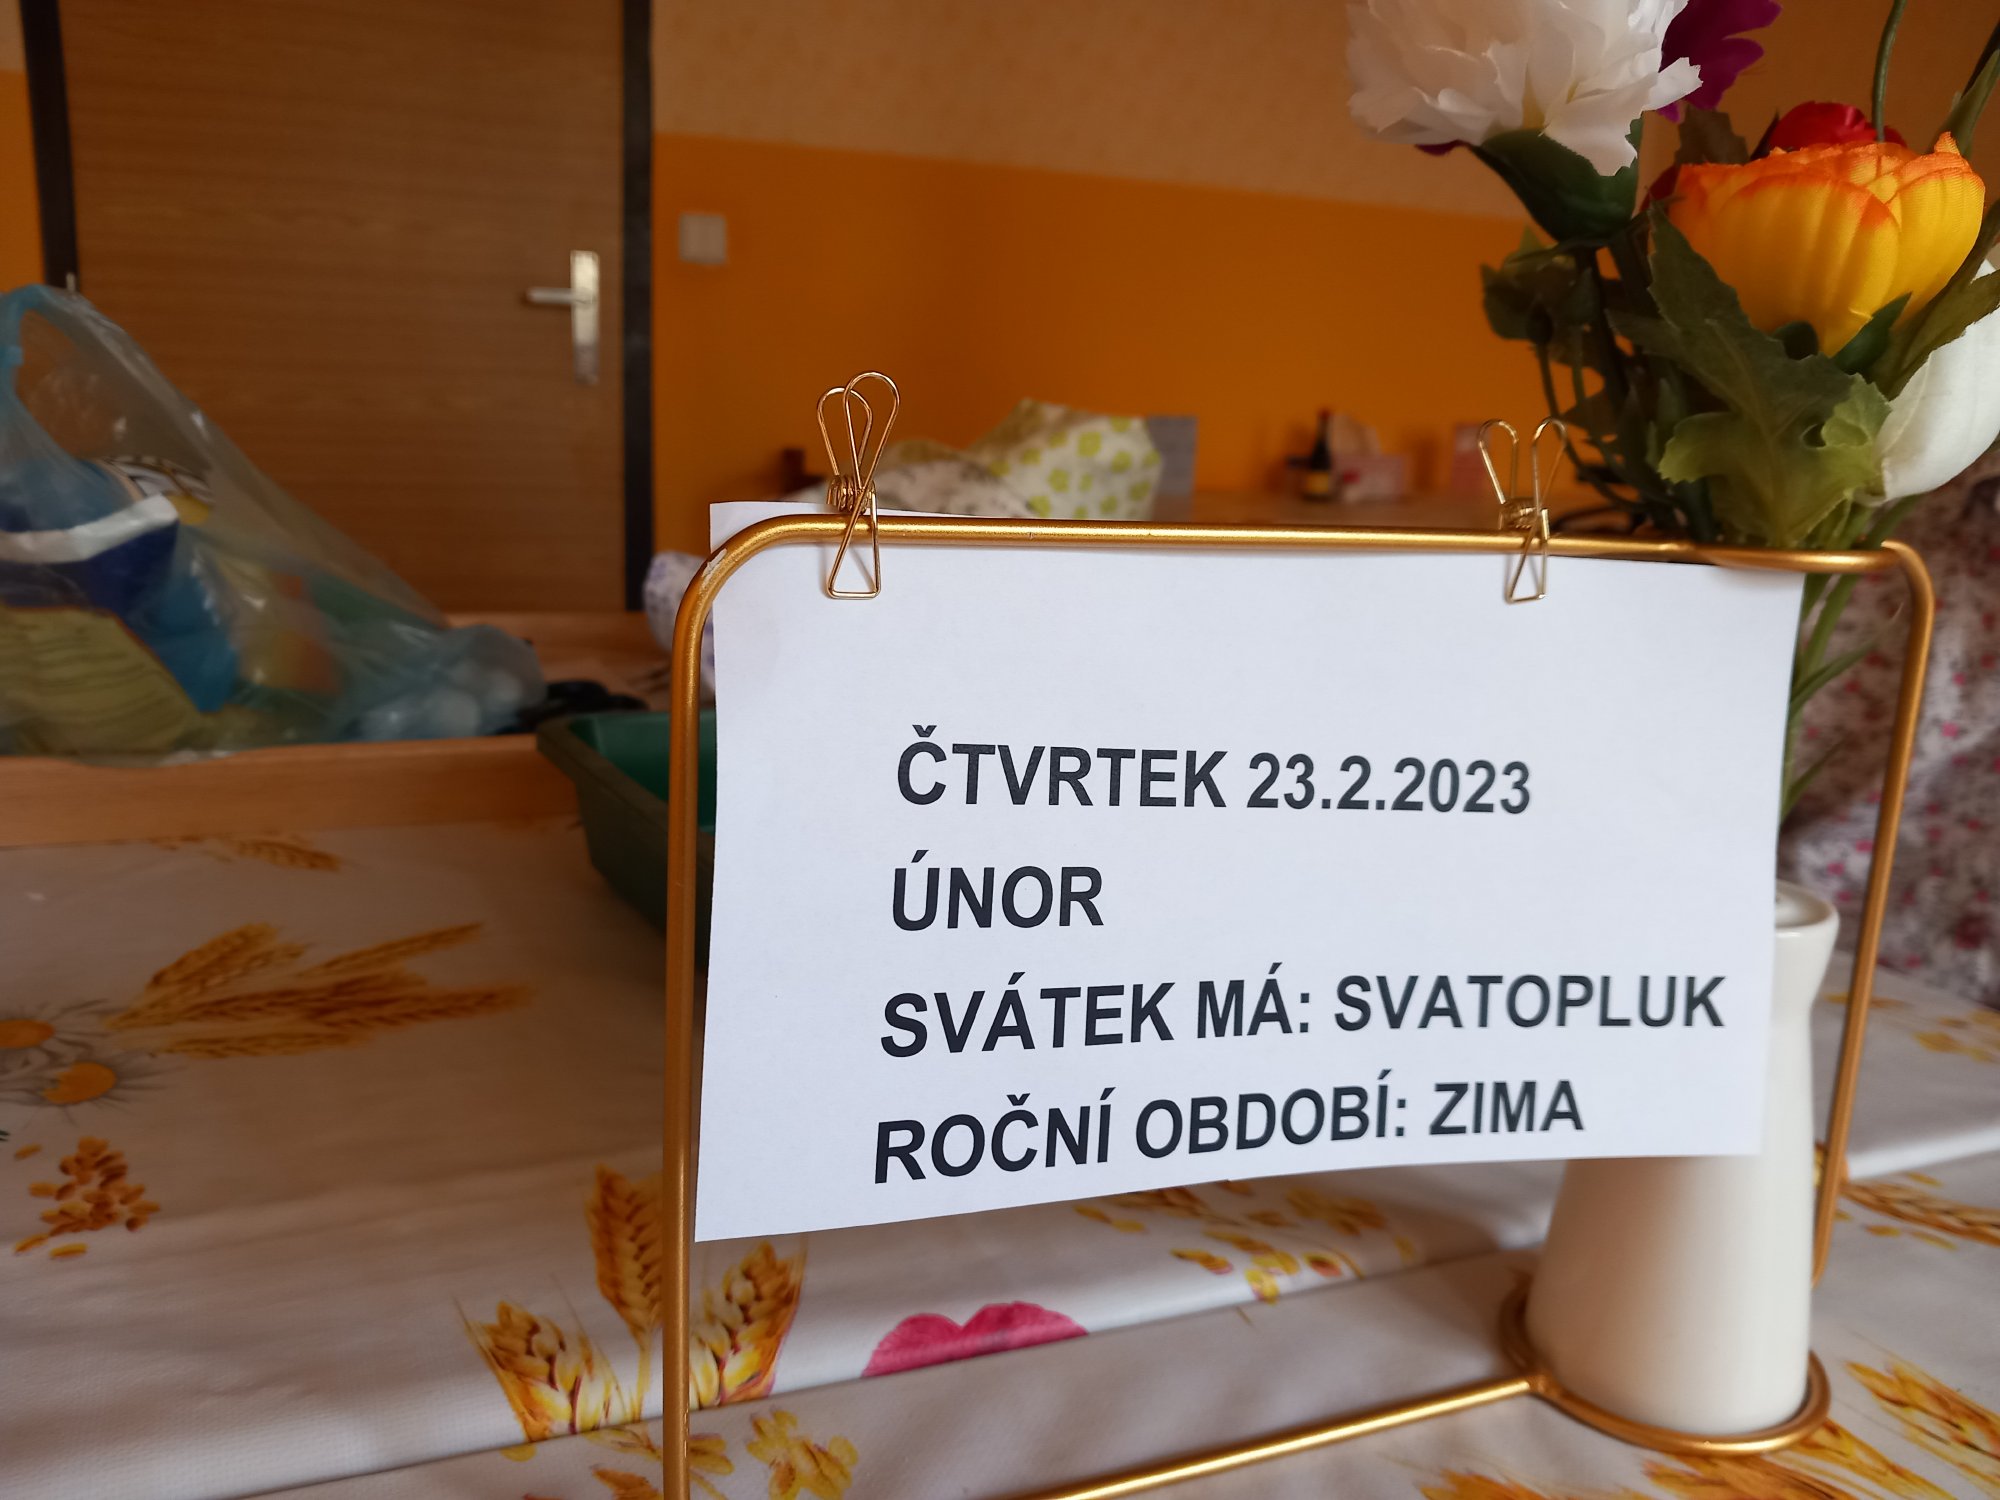 ČTVRTEK 23.2.2023
ÚNOR
SVÁTEK MÁ: SVATOPLUK
ROČNÍ OBDOBÍ: ZIMA